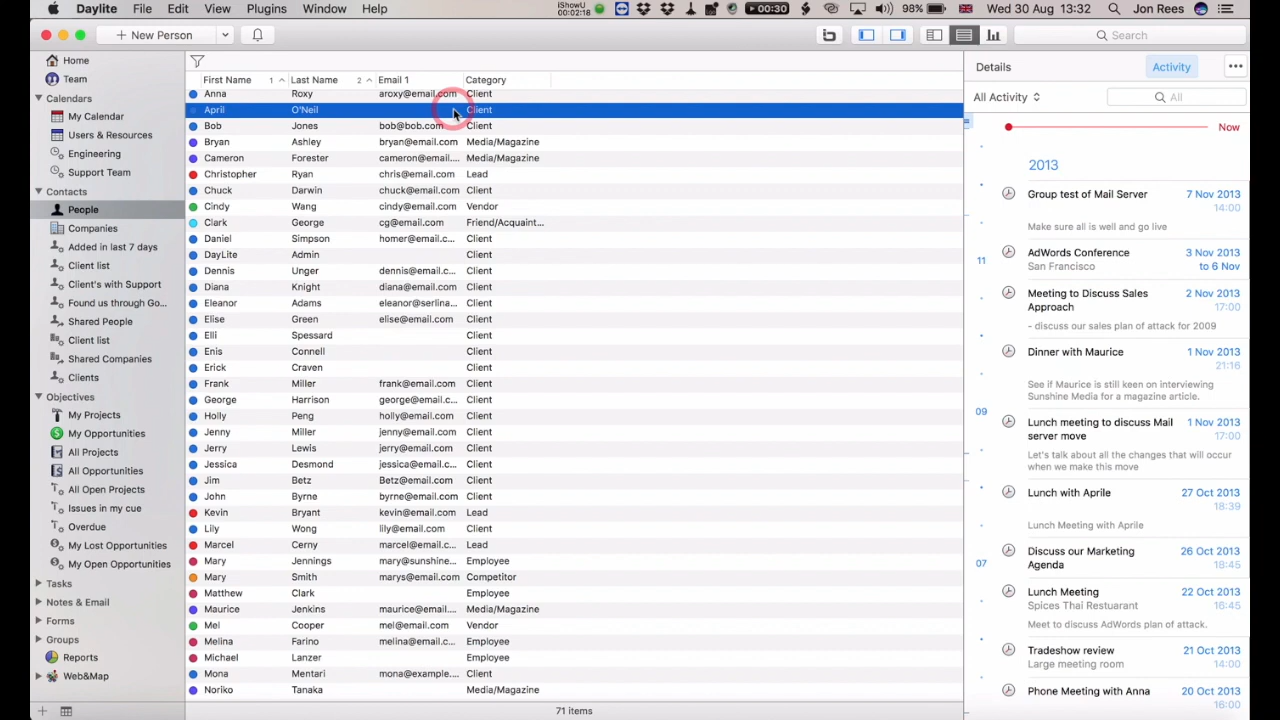 Daylite File Edit View Plugins Window Help iShowU 00:02:18 00:30 98% Wed 30 Aug 13:32 Jon Rees
+ New Person Search
Home
Team
Calendars
My Calendar
Users & Resources
Engineering
Support Team
Contacts
People
Companies
Added in last 7 days
Client list
Client's with Support
Found us through Go...
Shared People
Client list
Shared Companies
Clients
Objectives
My Projects
My Opportunities
All Projects
All Opportunities
All Open Projects
Issues in my cue
Overdue
My Lost Opportunities
My Open Opportunities
Tasks
Notes & Email
Forms
Groups
Reports
Web&Map
First Name 1 Last Name 2 Email 1 Category
Anna Roxy aroxy@email.com Client
April O'Neil Client
Bob Jones bob@bob.com Client
Bryan Ashley bryan@email.com Media/Magazine
Cameron Forester cameron@email.... Media/Magazine
Christopher Ryan chris@email.com Lead
Chuck Darwin chuck@email.com Client
Cindy Wang cindy@email.com Vendor
Clark George cg@email.com Friend/Acquaint...
Daniel Simpson homer@email.c... Client
DayLite Admin Client
Dennis Unger dennis@email.c... Client
Diana Knight diana@email.com Client
Eleanor Adams eleanor@serlina... Client
Elise Green elise@email.com Client
Elli Spessard Client
Enis Connell Client
Erick Craven Client
Frank Miller frank@email.com Client
George Harrison george@email.c... Client
Holly Peng holly@email.com Client
Jenny Miller jenny@email.com Client
Jerry Lewis jerry@email.com Client
Jessica Desmond jessica@email.c... Client
Jim Betz Betz@email.com Client
John Byrne byrne@email.com Client
Kevin Bryant kevin@email.com Lead
Lily Wong lily@email.com Client
Marcel Cerny marcel@email.c... Lead
Mary Jennings mary@sunshine... Employee
Mary Smith marys@email.com Competitor
Matthew Clark Employee
Maurice Jenkins maurice@email.... Media/Magazine
Mel Cooper mel@email.com Vendor
Melina Farino melina@email.c... Employee
Michael Lanzer Employee
Mona Mentari mona@example.... Client
Noriko Tanaka Media/Magazine
71 items
Details Activity
All Activity All
Now
2013
Group test of Mail Server 7 Nov 2013
14:00
Make sure all is well and go live
11
AdWords Conference 3 Nov 2013
San Francisco to 6 Nov
Meeting to Discuss Sales 2 Nov 2013
Approach 17:00
- discuss our sales plan of attack for 2009
Dinner with Maurice 1 Nov 2013
21:16
See if Maurice is still keen on interviewing
Sunshine Media for a magazine article.
09
Lunch meeting to discuss Mail 1 Nov 2013
server move 17:00
Let's talk about all the changes that will occur
when we make this move
Lunch with Aprile 27 Oct 2013
18:39
Lunch Meeting with Aprile
07
Discuss our Marketing 26 Oct 2013
Agenda 18:45
Lunch Meeting 22 Oct 2013
Spices Thai Restuarant 16:45
Meet to discuss AdWords plan of attack.
Tradeshow review 21 Oct 2013
Large meeting room 14:00
Phone Meeting with Anna 20 Oct 2013
16:00